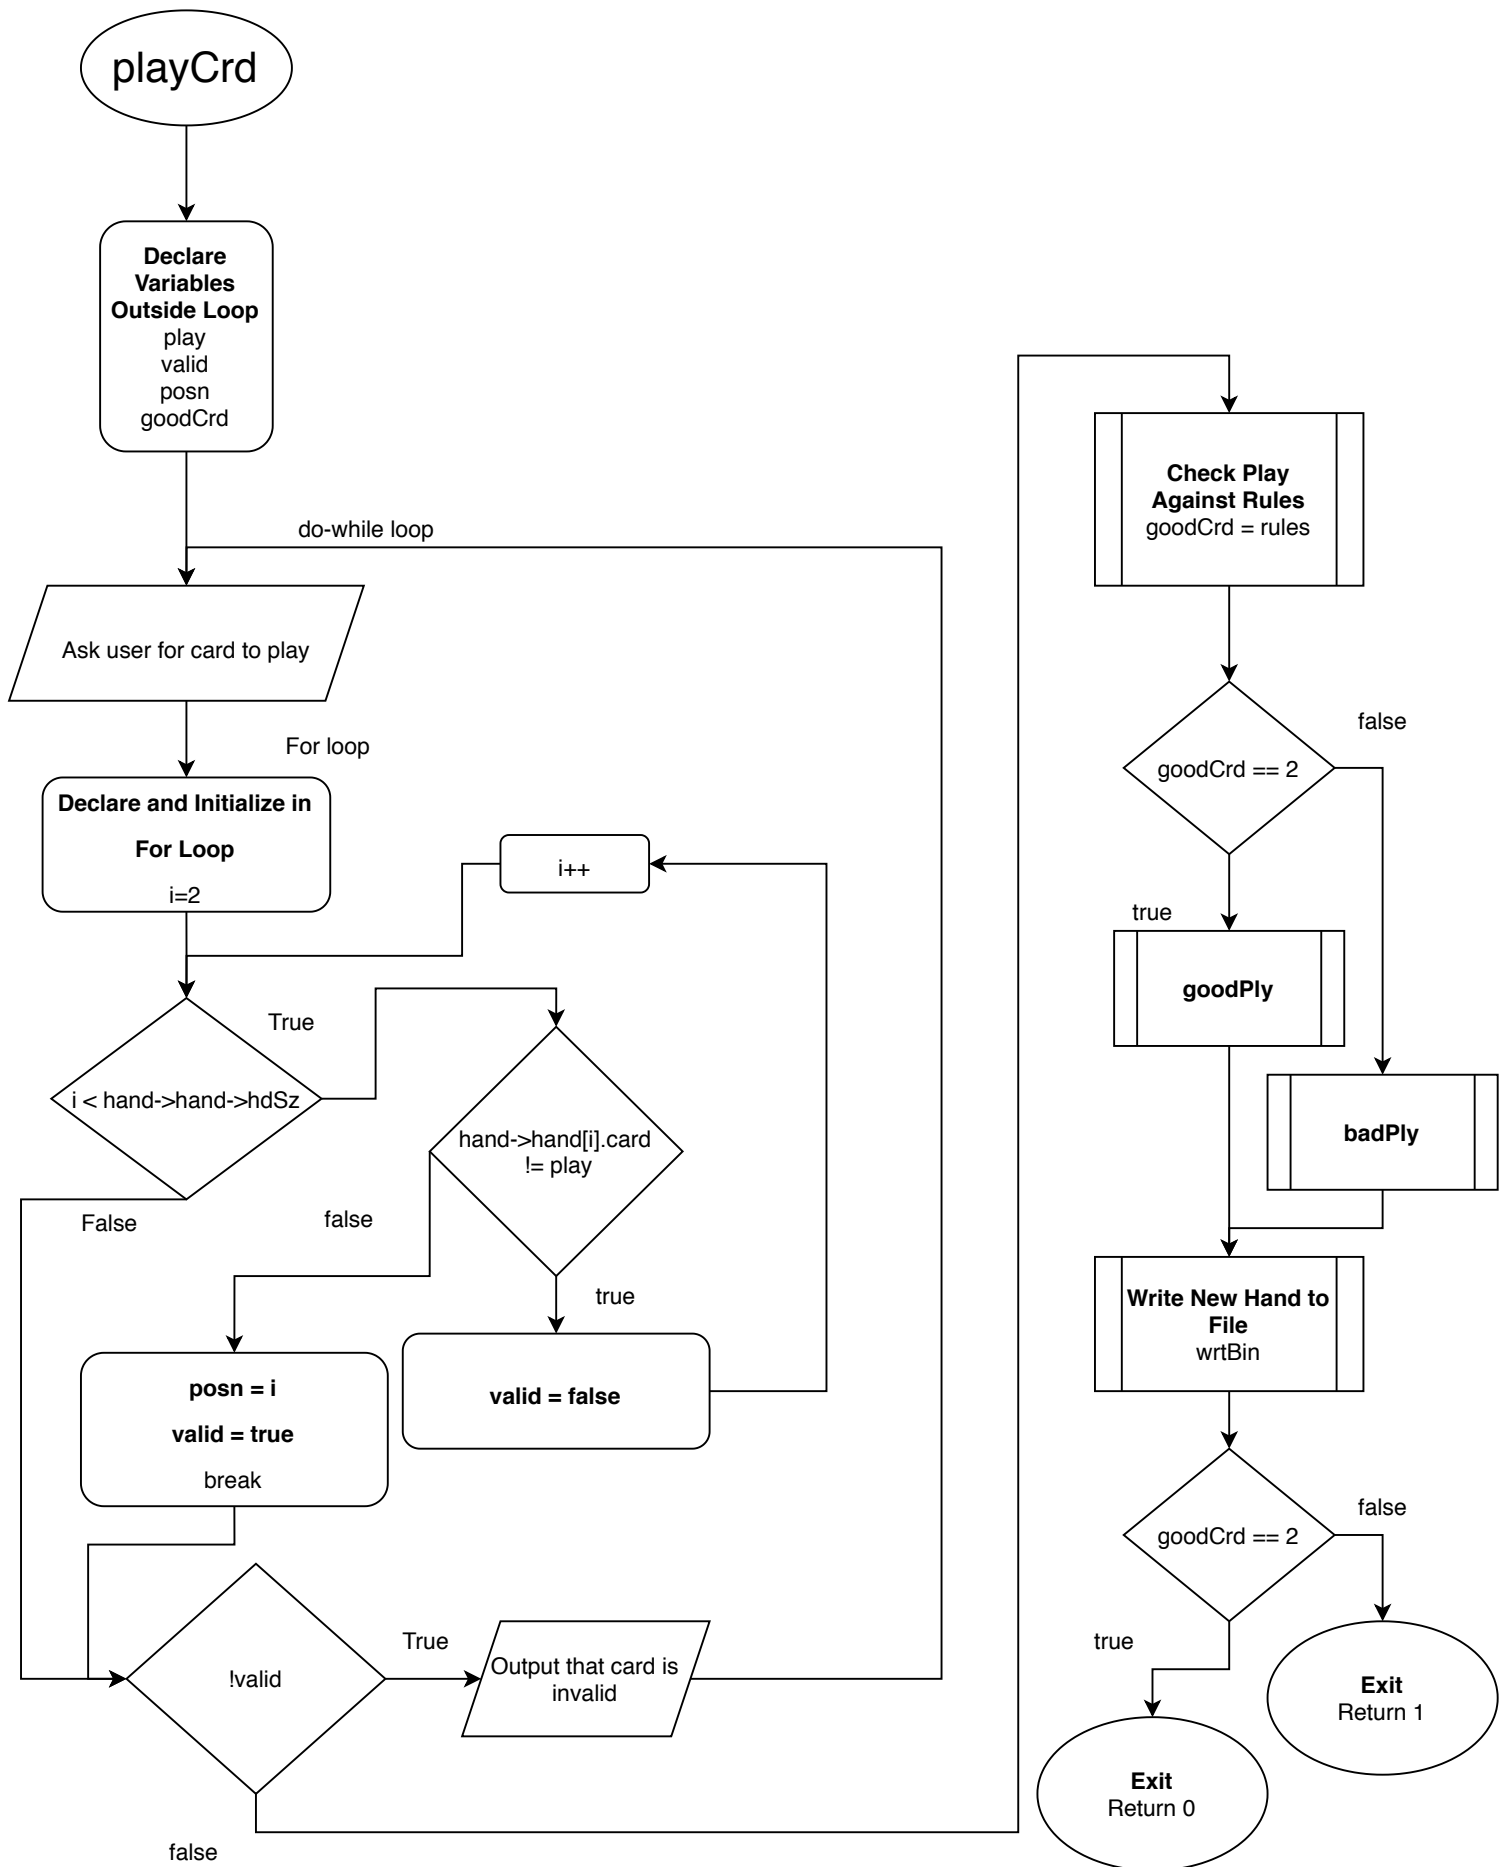 playCrd
Declare
Variables
Outside Loop
play
valid
posn
goodCrd
do-while loop
Ask user for card to play
For loop
Declare and Initialize in
For Loop
i=2
i++
True
i < hand->hand->hdSz
hand->hand[i].card
!= play
False
false
true
posn = i
valid = true
break
valid = false
!valid
True
Output that card is
invalid
false
Check Play
Against Rules
goodCrd = rules
goodCrd == 2
false
true
goodPly
badPly
Write New Hand to
File
wrtBin
goodCrd == 2
false
true
Exit
Return 1
Exit
Return 0